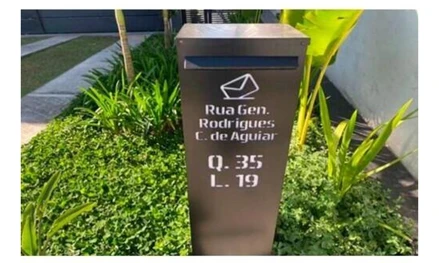 Rua Gen.
Rodrigues
C. de Aguiar
Q. 35
L. 19